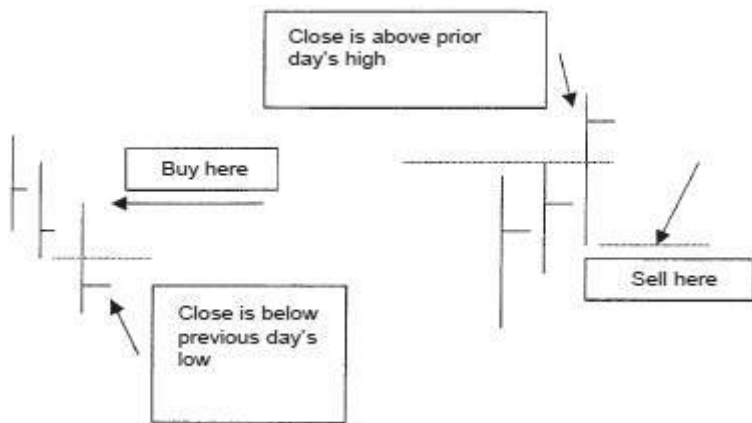 Close is above prior
day's high
Buy here
Sell here
Close is below
previous day's
low